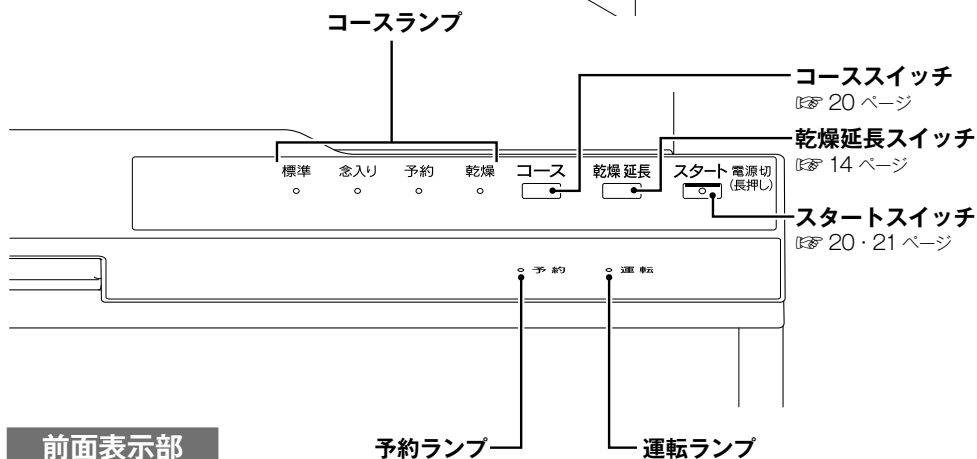 コースランプ
コーススイッチ
☞ 20 ページ
乾燥延長スイッチ
☞ 14 ページ
標準 念入り 予約 乾燥 コース 乾燥 延長 スタート 電源切
(長押し)
スタートスイッチ
☞ 20・21 ページ
予約 運転
前面表示部
予約ランプ
運転ランプ